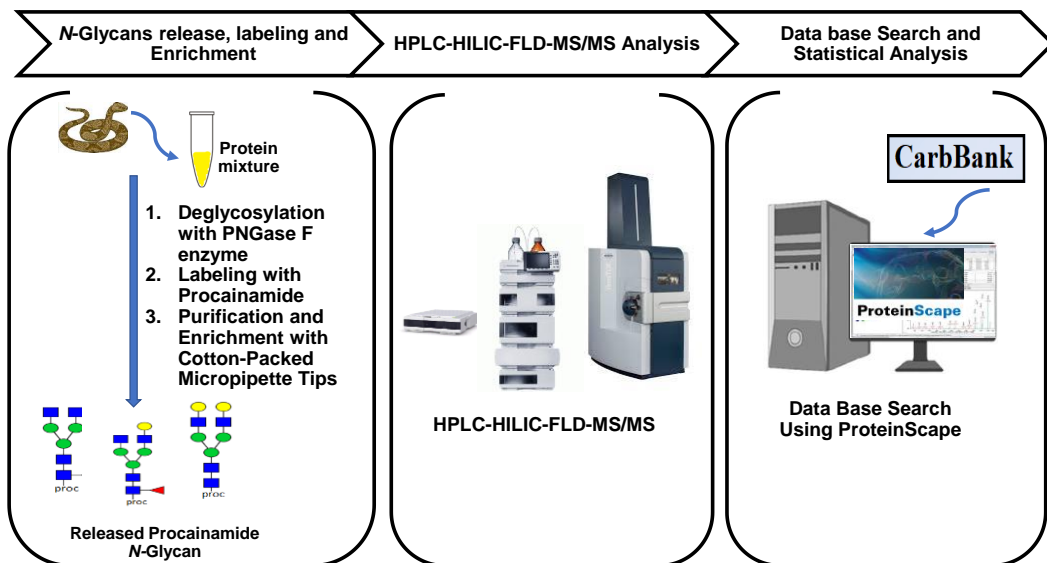 N-Glycans release, labeling and
Enrichment
HPLC-HILIC-FLD-MS/MS Analysis
Data base Search and
Statistical Analysis
Protein
mixture
1. Deglycosylation
with PNGase F
enzyme
2. Labeling with
Procainamide
3. Purification and
Enrichment with
Cotton-Packed
Micropipette Tips
proc
proc
proc
Released Procainamide
N-Glycan
HPLC-HILIC-FLD-MS/MS
CarbBank
ProteinScape
Data Base Search
Using ProteinScape